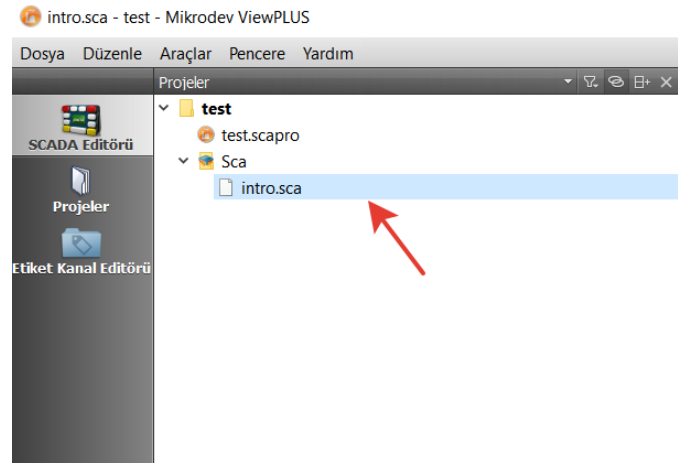 intro.sca - test - Mikrodev ViewPLUS
Dosya Düzenle Araçlar Pencere Yardım
Projeler
test
test.scapro
Sca
intro.sca
SCADA Editörü
Projeler
Etiket Kanal Editörü